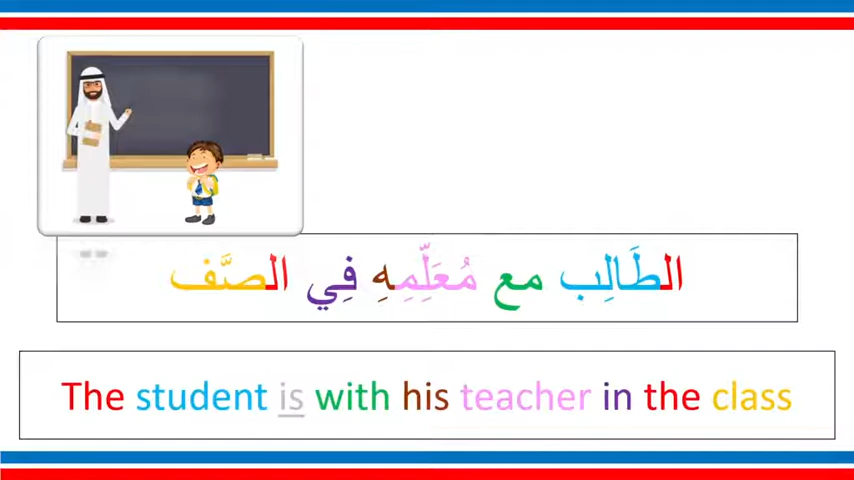 الطَالِب مع مُعَلِّمِهِ فِي الصَّف
The student is with his teacher in the class